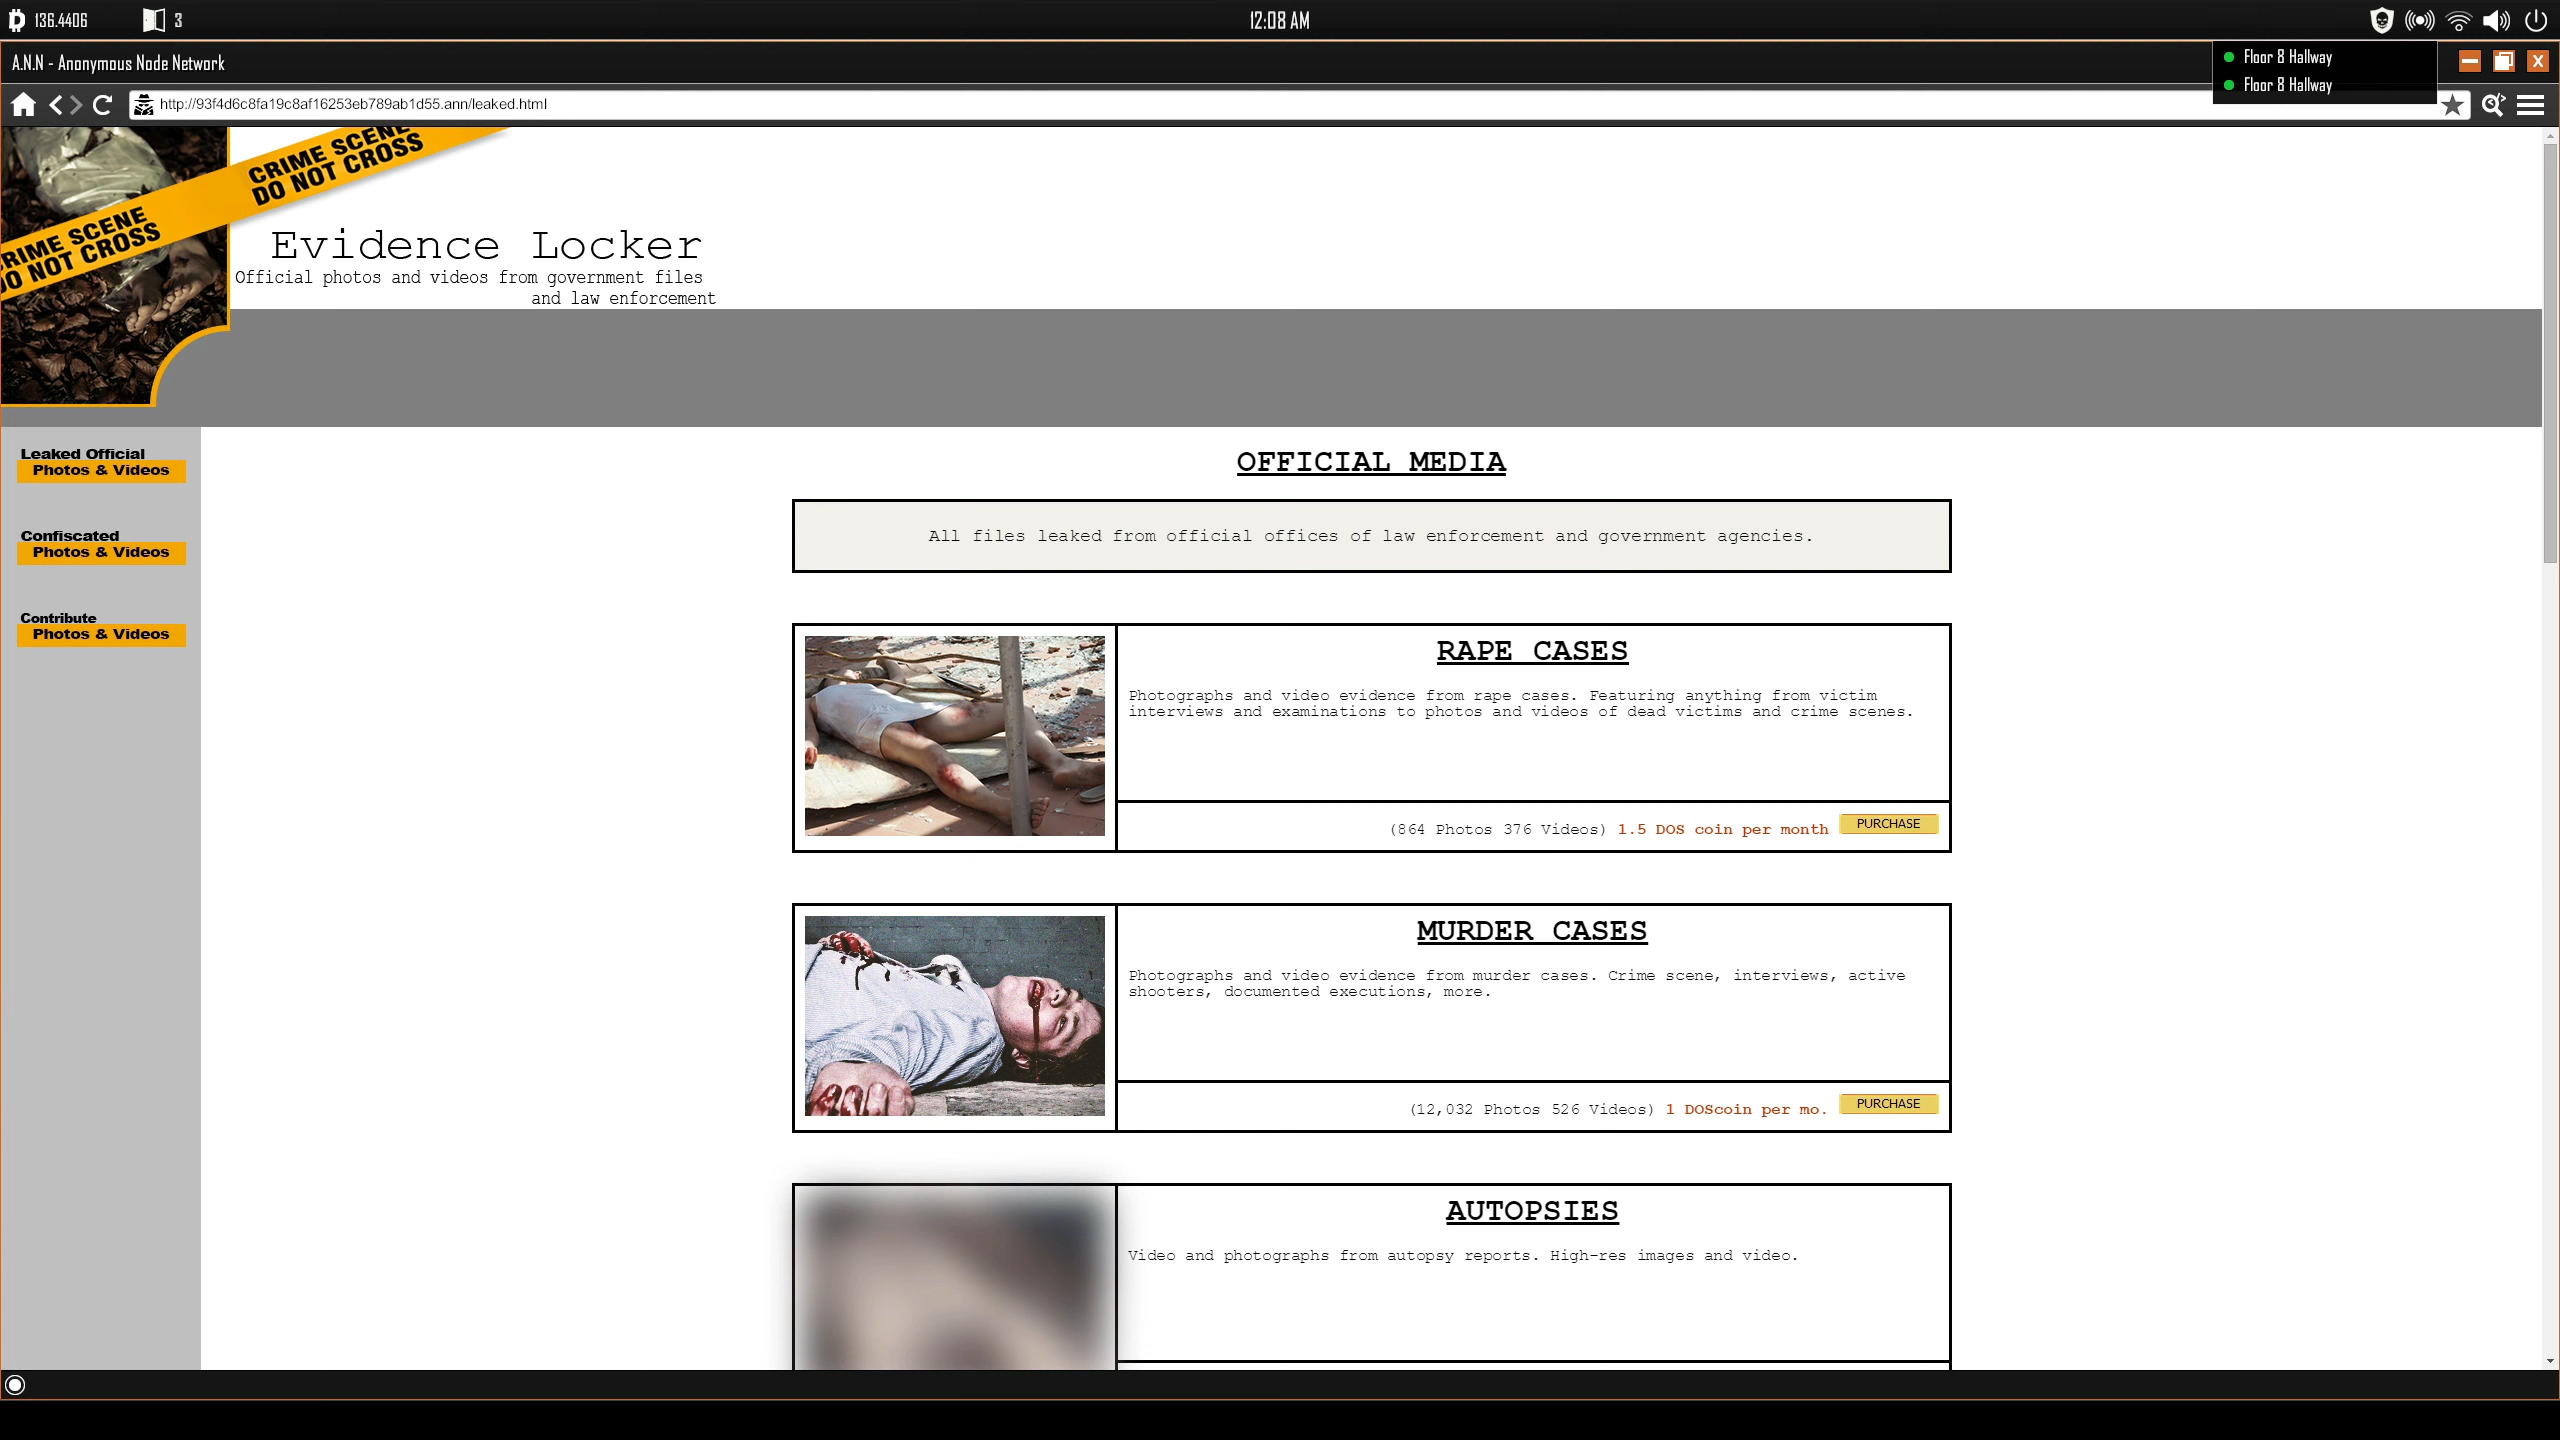 136.4406
3
12:08 AM
A.N.N - Anonymous Node Network
Floor 8 Hallway
Floor 8 Hallway
http://93f4d6c8fa19c8af16253eb789ab1d55.ann/leaked.html
CRIME SCENE
DO NOT CROSS
CRIME SCENE
DO NOT CROSS
Evidence Locker
Official photos and videos from government files
and law enforcement
Leaked Official
Photos & Videos
Confiscated
Photos & Videos
Contribute
Photos & Videos
OFFICIAL MEDIA
All files leaked from official offices of law enforcement and government agencies.
RAPE CASES
Photographs and video evidence from rape cases. Featuring anything from victim
interviews and examinations to photos and videos of dead victims and crime scenes.
(864 Photos 376 Videos) 1.5 DOS coin per month PURCHASE
MURDER CASES
Photographs and video evidence from murder cases. Crime scene, interviews, active
shooters, documented executions, more.
(12,032 Photos 526 Videos) 1 DOScoin per mo. PURCHASE
AUTOPSIES
Video and photographs from autopsy reports. High-res images and video.